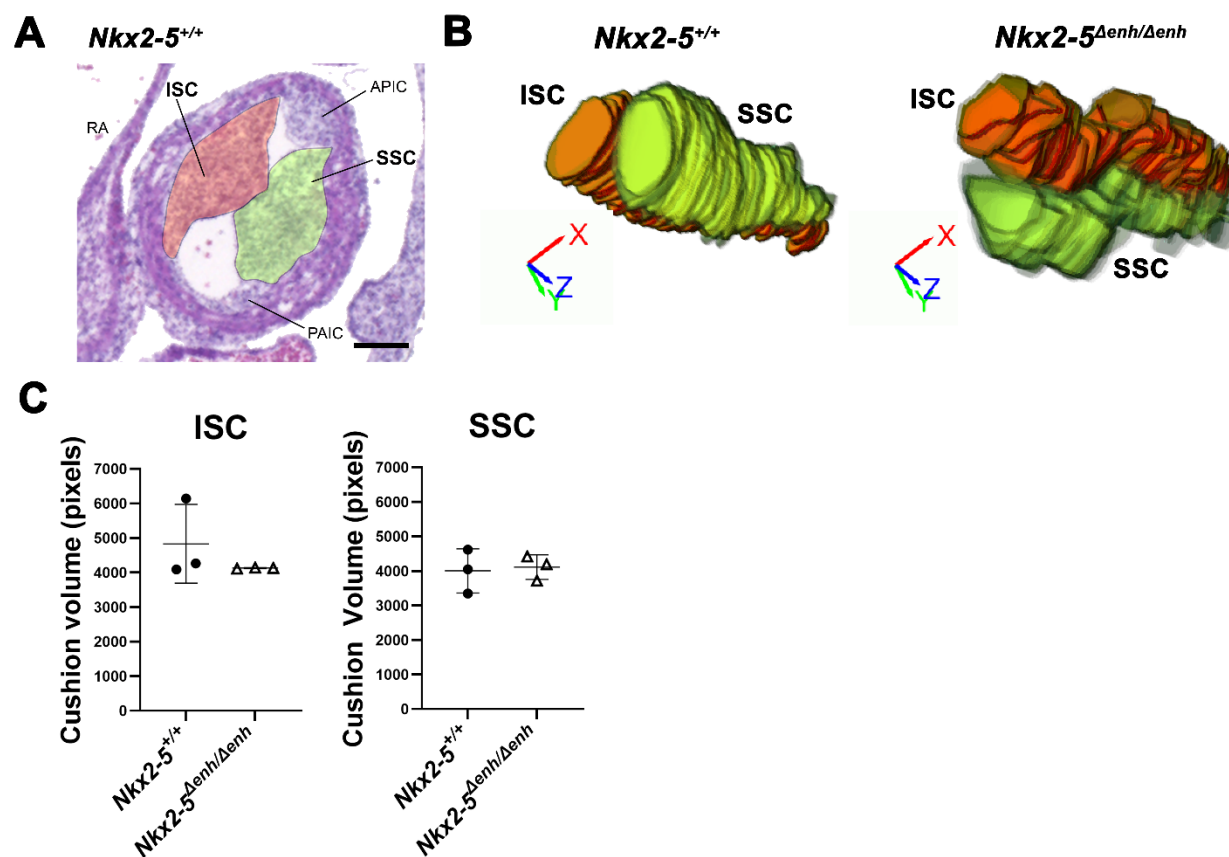 A
Nkx2-5+/+
ISC
APIC
RA
SSC
PAIC
B
Nkx2-5+/+
Nkx2-5Δenh/Δenh
ISC
SSC
X
Z
Y
ISC
X
Z
Y
SSC
C
ISC
Cushion volume (pixels)
7000
6000
5000
4000
3000
2000
1000
0
Nkx2-5+/+
Nkx2-5Δenh/Δenh
SSC
Cushion Volume (pixels)
7000
6000
5000
4000
3000
2000
1000
0
Nkx2-5+/+
Nkx2-5Δenh/Δenh